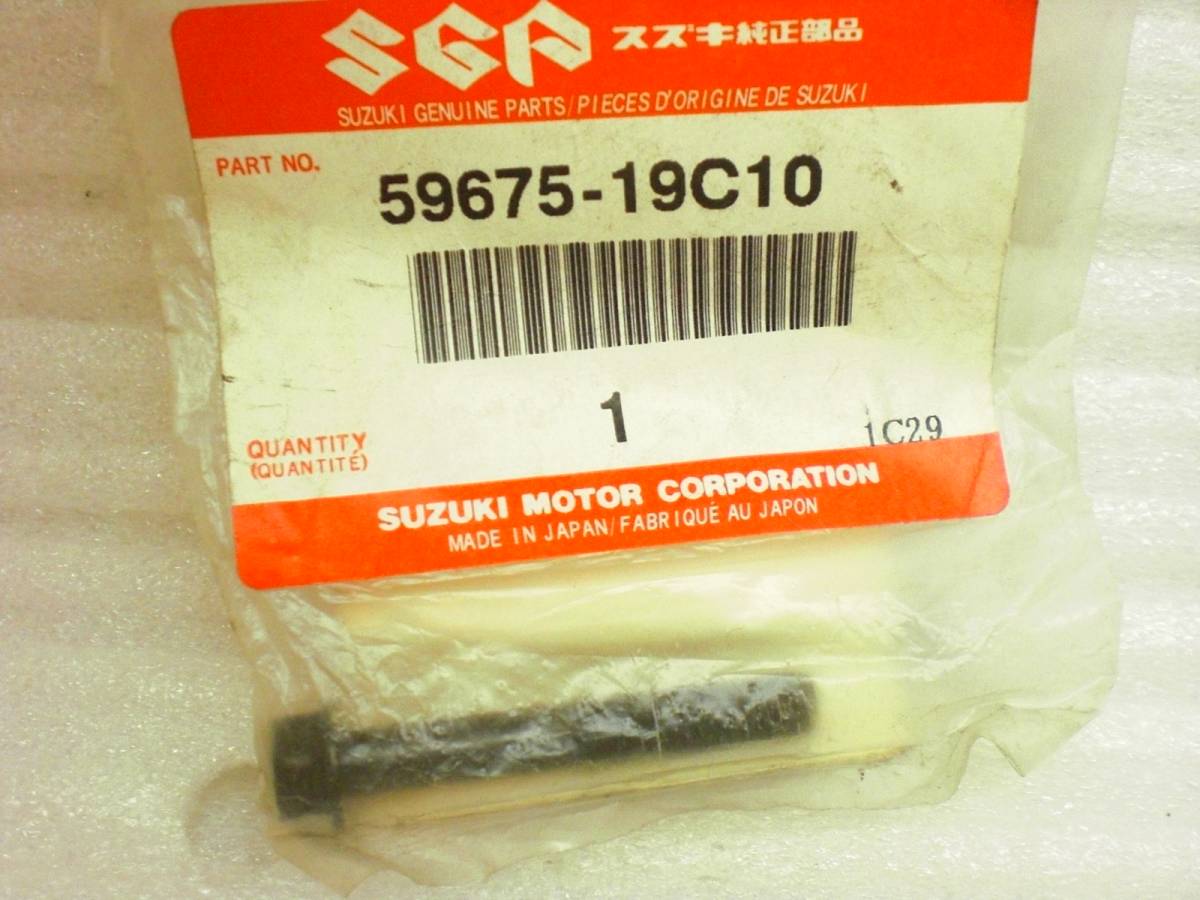 SGP スズキ純正部品
SUZUKI GENUINE PARTS/PIECES D'ORIGINE DE SUZUKI
PART NO. 59675-19C10
1
1C29
QUANTITY
(QUANTITÉ)
SUZUKI MOTOR CORPORATION
MADE IN JAPAN/FABRIQUÉ AU JAPON